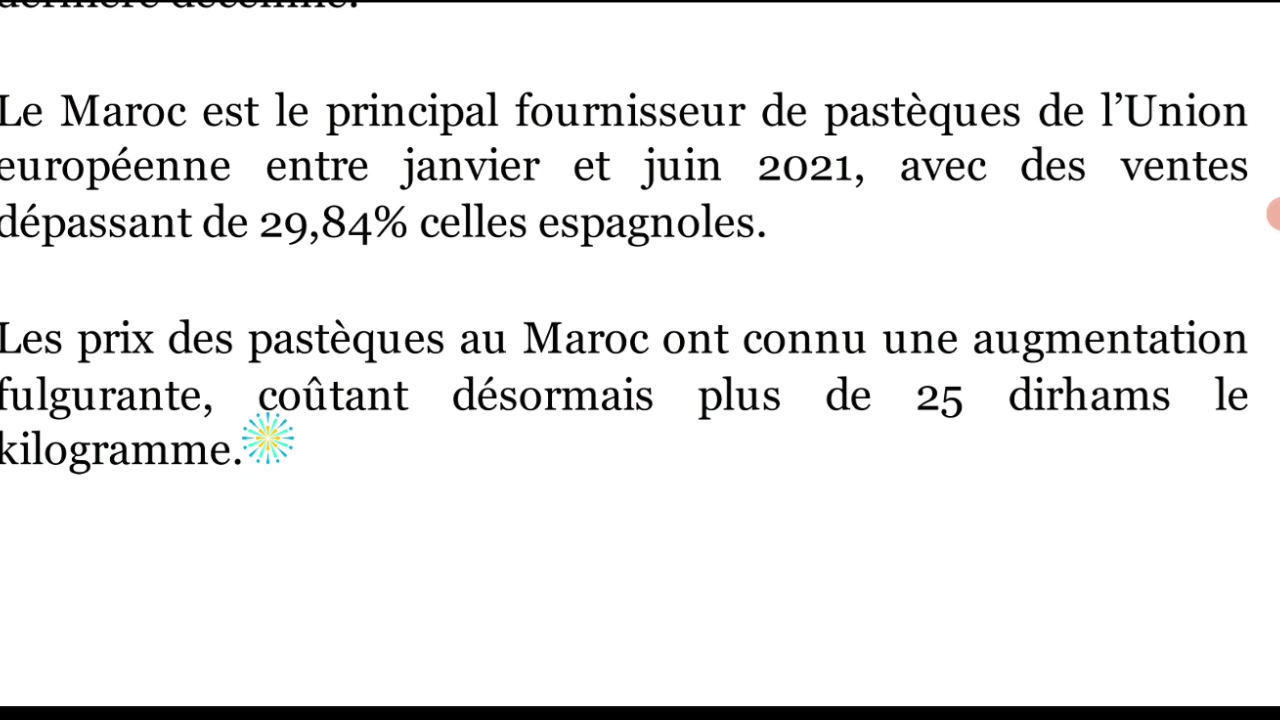 dernière décennie.
Le Maroc est le principal fournisseur de pastèques de l’Union
européenne entre janvier et juin 2021, avec des ventes
dépassant de 29,84% celles espagnoles.
Les prix des pastèques au Maroc ont connu une augmentation
fulgurante, coûtant désormais plus de 25 dirhams le
kilogramme.